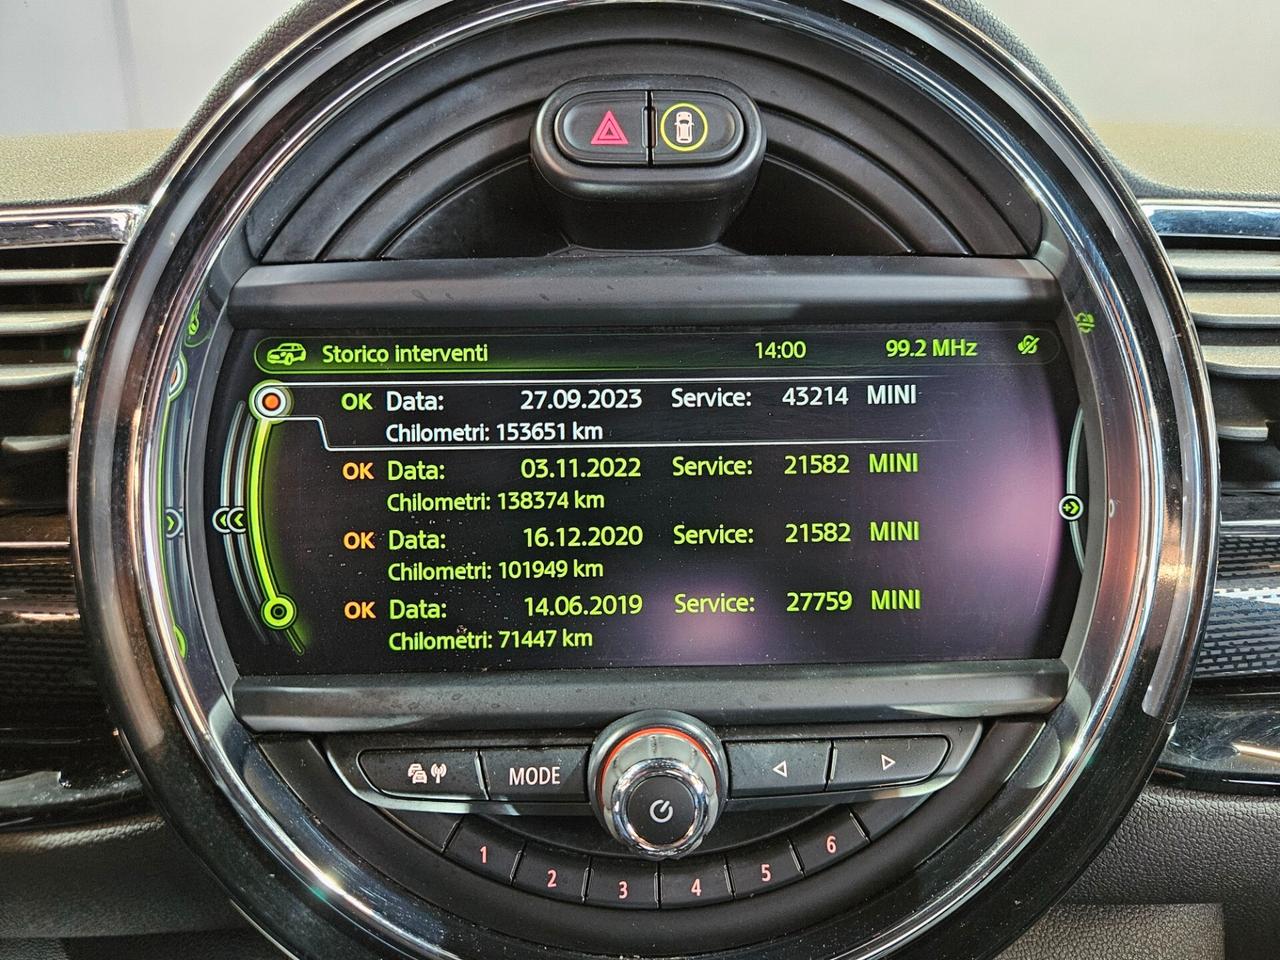 Storico interventi 14:00 99.2 MHz
OK Data: 27.09.2023 Service: 43214 MINI
Chilometri: 153651 km
OK Data: 03.11.2022 Service: 21582 MINI
Chilometri: 138374 km
OK Data: 16.12.2020 Service: 21582 MINI
Chilometri: 101949 km
OK Data: 14.06.2019 Service: 27759 MINI
Chilometri: 71447 km
MODE
1 2 3 4 5 6